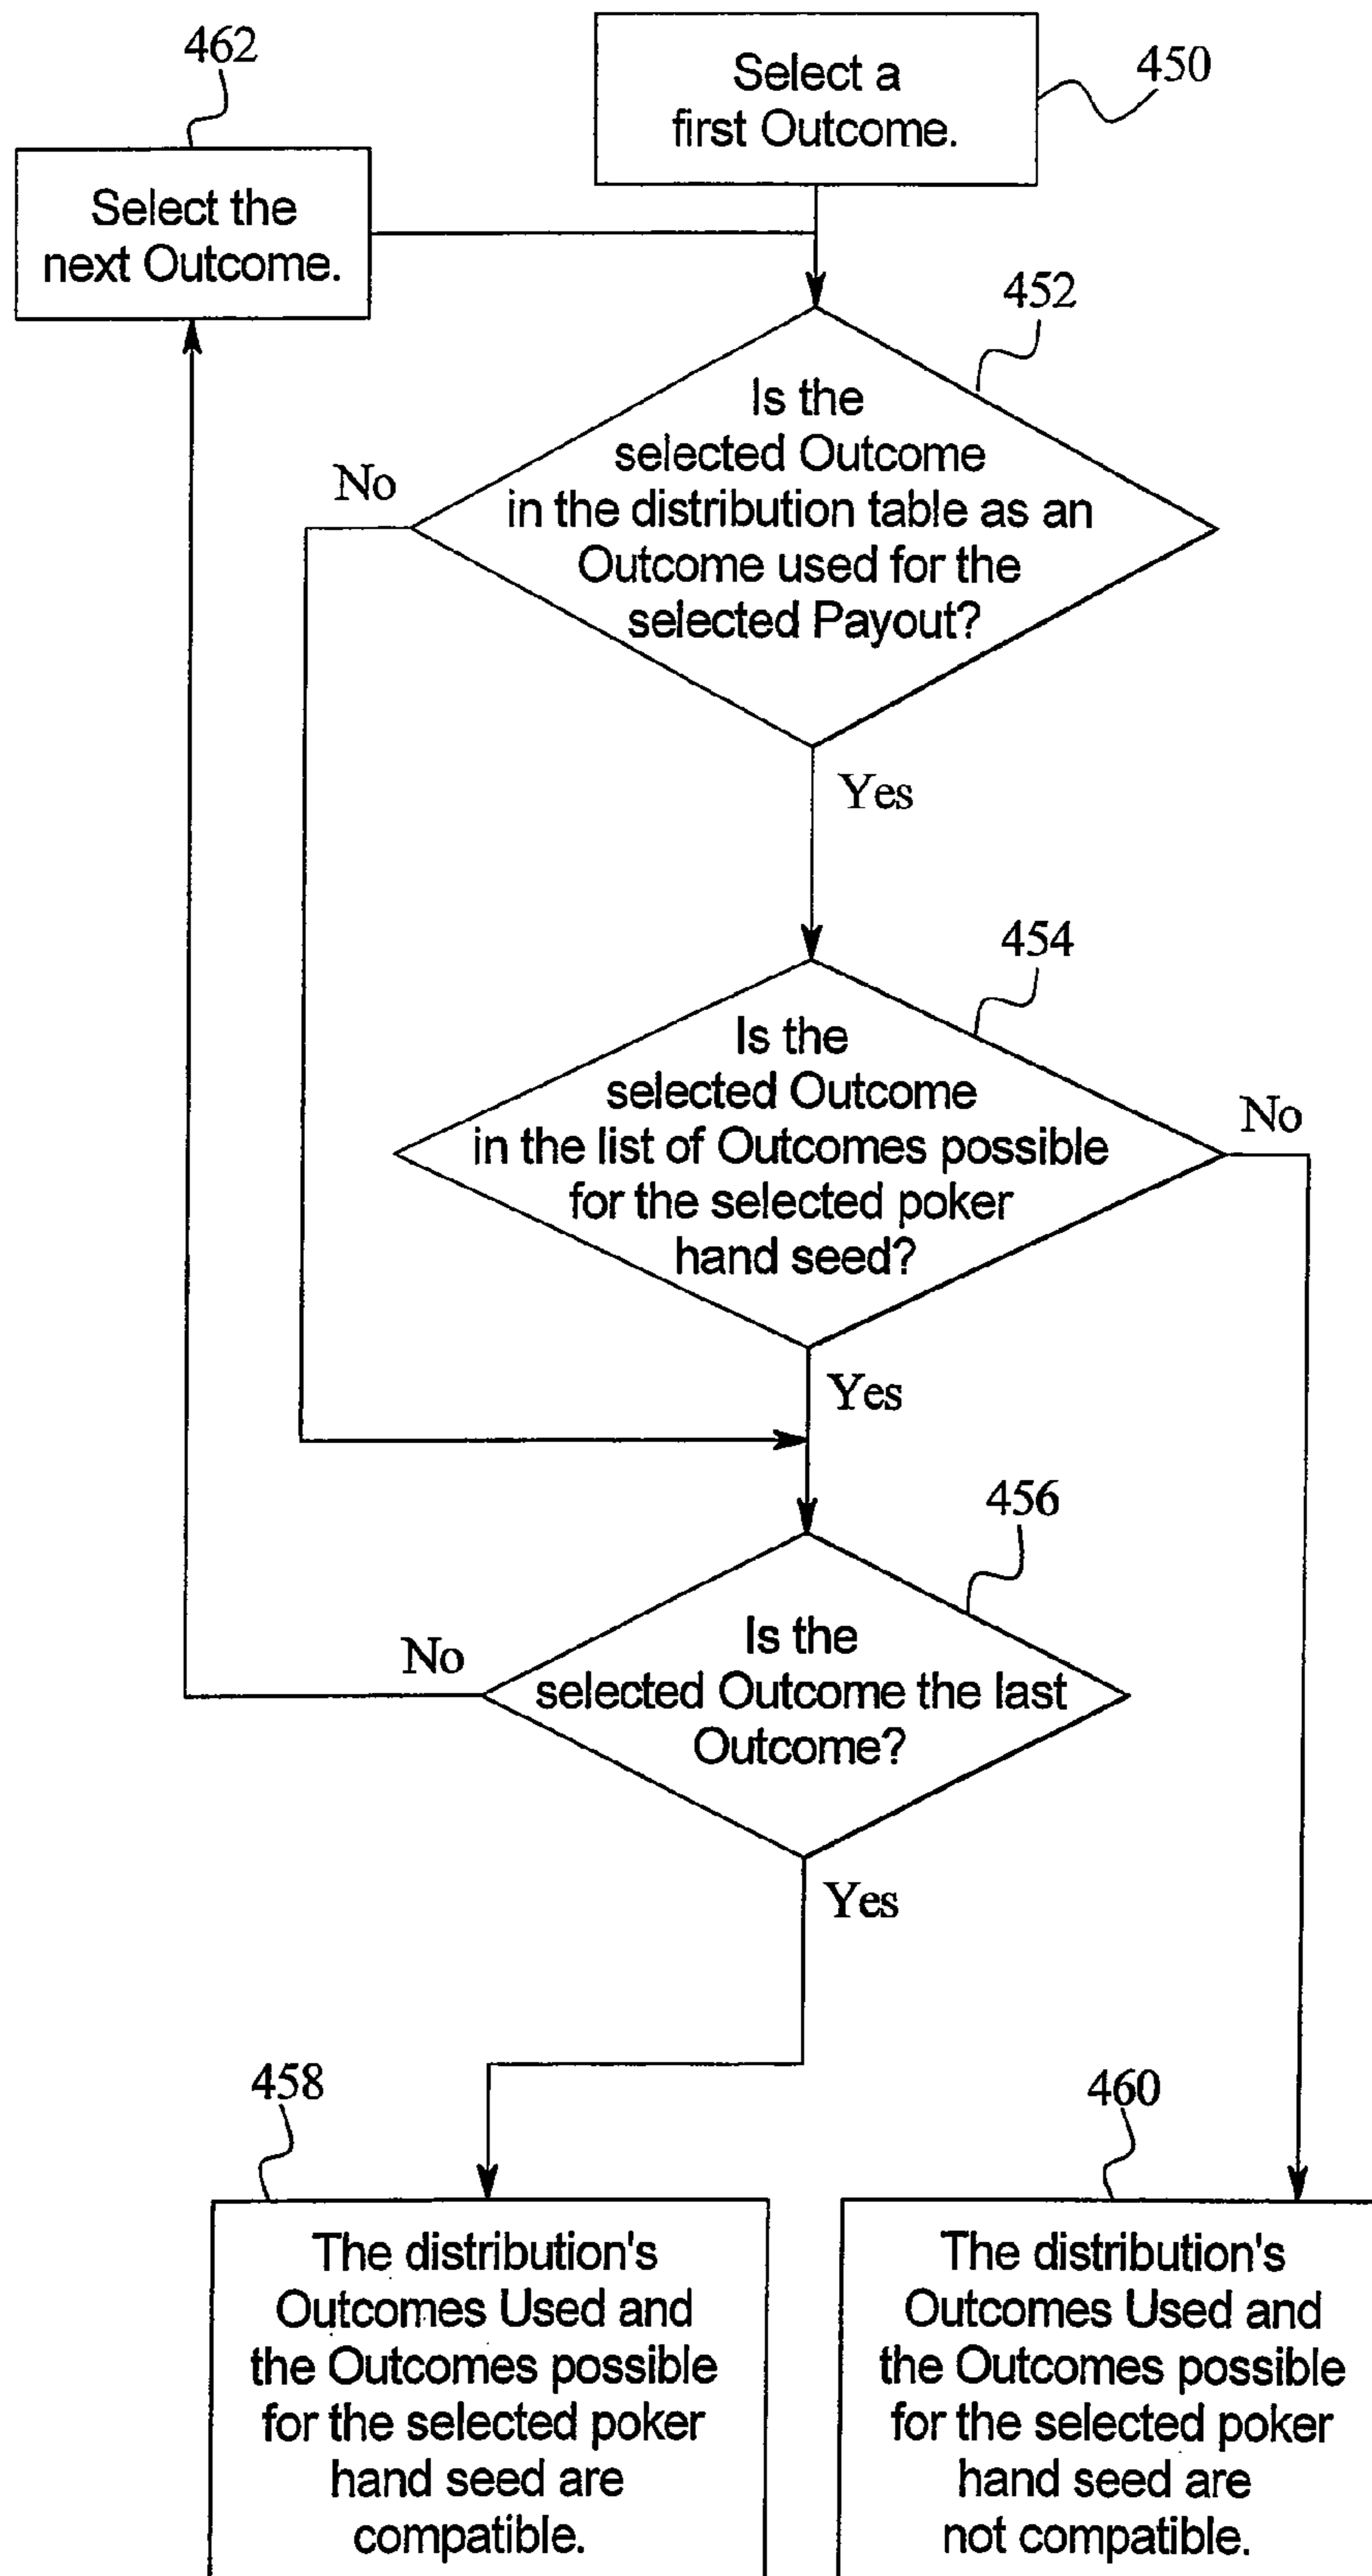 462
450
Select a
first Outcome.
Select the
next Outcome.
452
Is the
selected Outcome
in the distribution table as an
Outcome used for the
selected Payout?
No
Yes
454
Is the
selected Outcome
in the list of Outcomes possible
for the selected poker
hand seed?
No
Yes
456
Is the
selected Outcome the last
Outcome?
No
Yes
458
The distribution's
Outcomes Used and
the Outcomes possible
for the selected poker
hand seed are
compatible.
460
The distribution's
Outcomes Used and
the Outcomes possible
for the selected poker
hand seed are
not compatible.